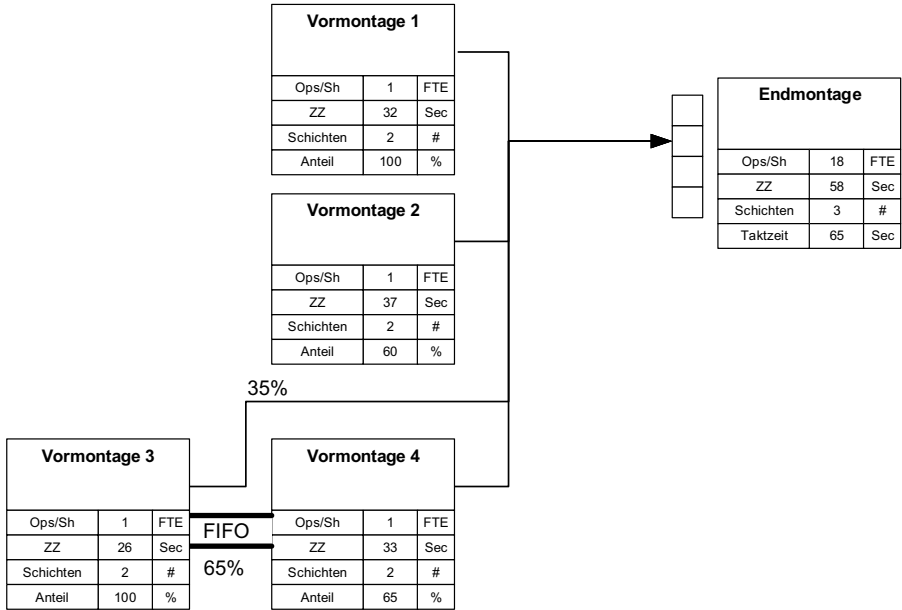 Vormontage 1
Ops/Sh 1 FTE
ZZ 32 Sec
Schichten 2 #
Anteil 100 %
Endmontage
Ops/Sh 18 FTE
ZZ 58 Sec
Schichten 3 #
Taktzeit 65 Sec
Vormontage 2
Ops/Sh 1 FTE
ZZ 37 Sec
Schichten 2 #
Anteil 60 %
35%
Vormontage 3
Ops/Sh 1 FTE
ZZ 26 Sec
Schichten 2 #
Anteil 100 %
FIFO
65%
Vormontage 4
Ops/Sh 1 FTE
ZZ 33 Sec
Schichten 2 #
Anteil 65 %